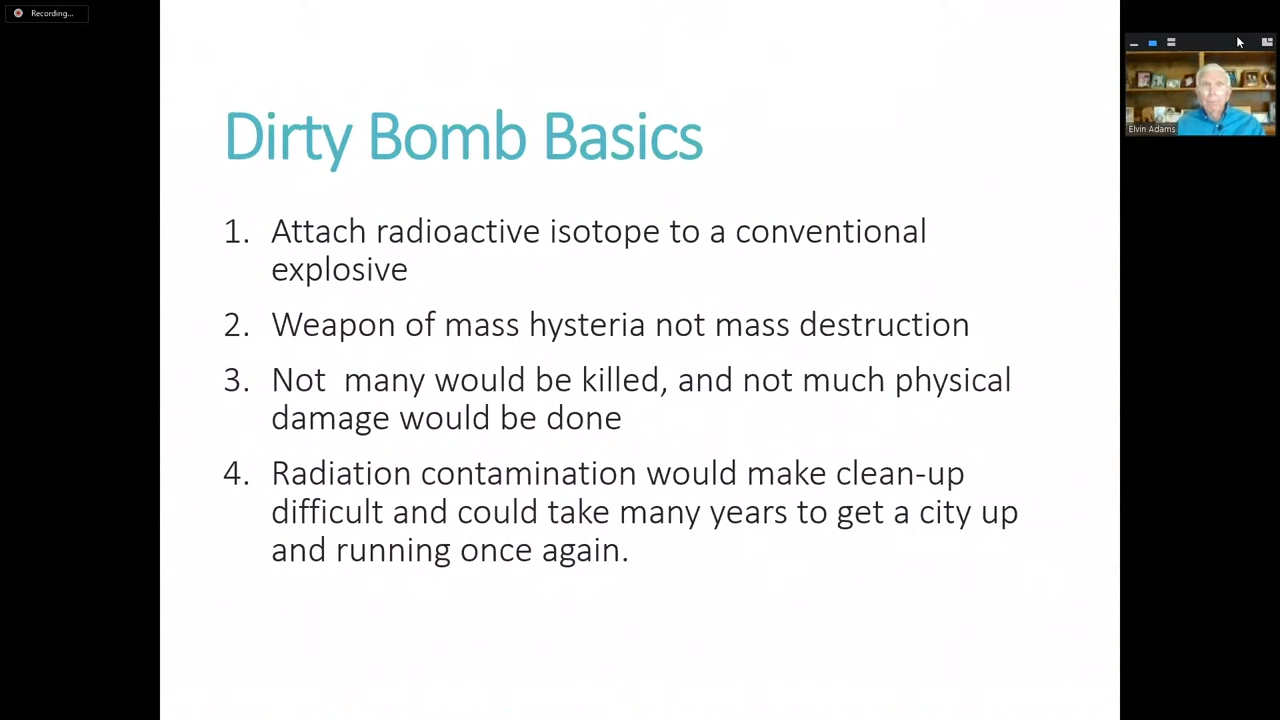 Recording...
Dirty Bomb Basics
1. Attach radioactive isotope to a conventional
explosive
2. Weapon of mass hysteria not mass destruction
3. Not  many would be killed, and not much physical
damage would be done
4. Radiation contamination would make clean-up
difficult and could take many years to get a city up
and running once again.
Elvin Adams